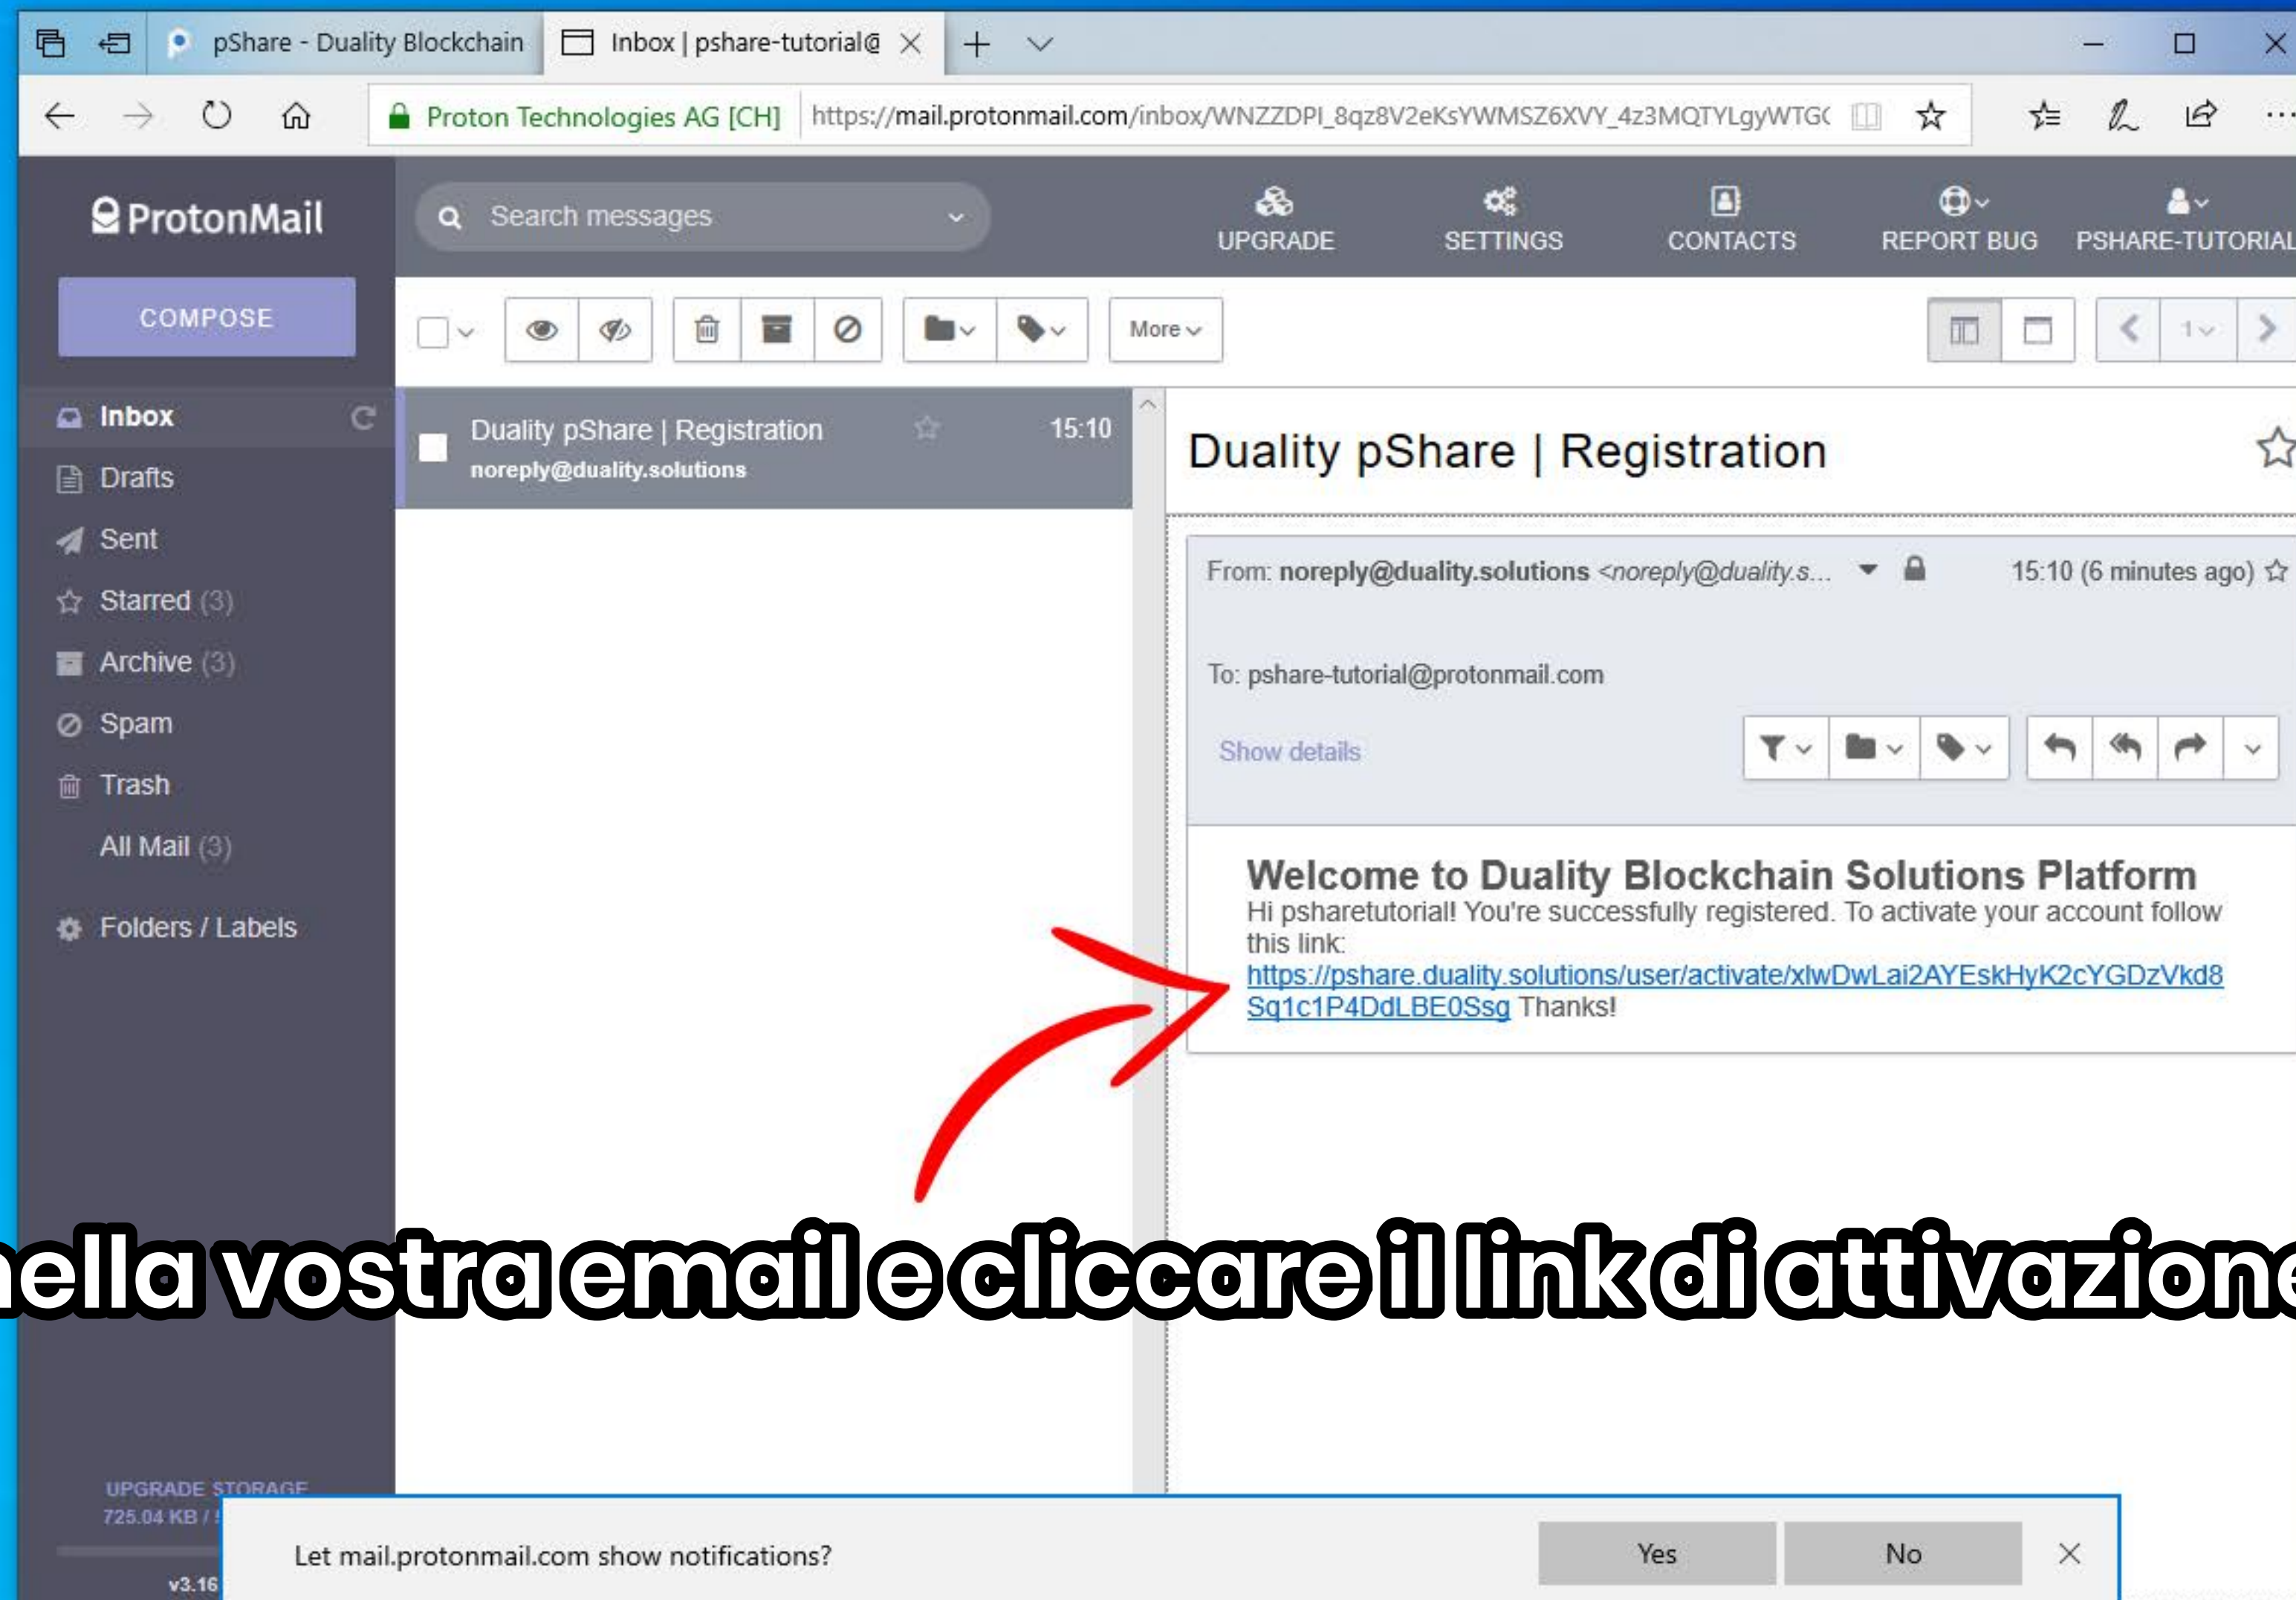 pShare - Duality Blockchain
Inbox | pshare-tutorial@
Proton Technologies AG [CH]
https://mail.protonmail.com/inbox/WNZZDPI_8qz8V2eKsYWMSZ6XVY_4z3MQTYLgyWTG
ProtonMail
Search messages
UPGRADE
SETTINGS
CONTACTS
REPORT BUG
PSHARE-TUTORIAL
COMPOSE
More
1
Inbox
Drafts
Sent
Starred (3)
Archive (3)
Spam
Trash
All Mail (3)
Folders / Labels
Duality pShare | Registration
15:10
noreply@duality.solutions
Duality pShare | Registration
From: noreply@duality.solutions <noreply@duality.s...
15:10 (6 minutes ago)
To: pshare-tutorial@protonmail.com
Show details
Welcome to Duality Blockchain Solutions Platform
Hi psharetutorial! You're successfully registered. To activate your account follow
this link:
https://pshare.duality.solutions/user/activate/xlwDwLai2AYEskHyK2cYGDzVkd8
Sq1c1P4DdLBE0Ssg Thanks!
nella vostra email e cliccare il link di attivazione
UPGRADE STORAGE
725.04 KB /
v3.16
Let mail.protonmail.com show notifications?
Yes
No